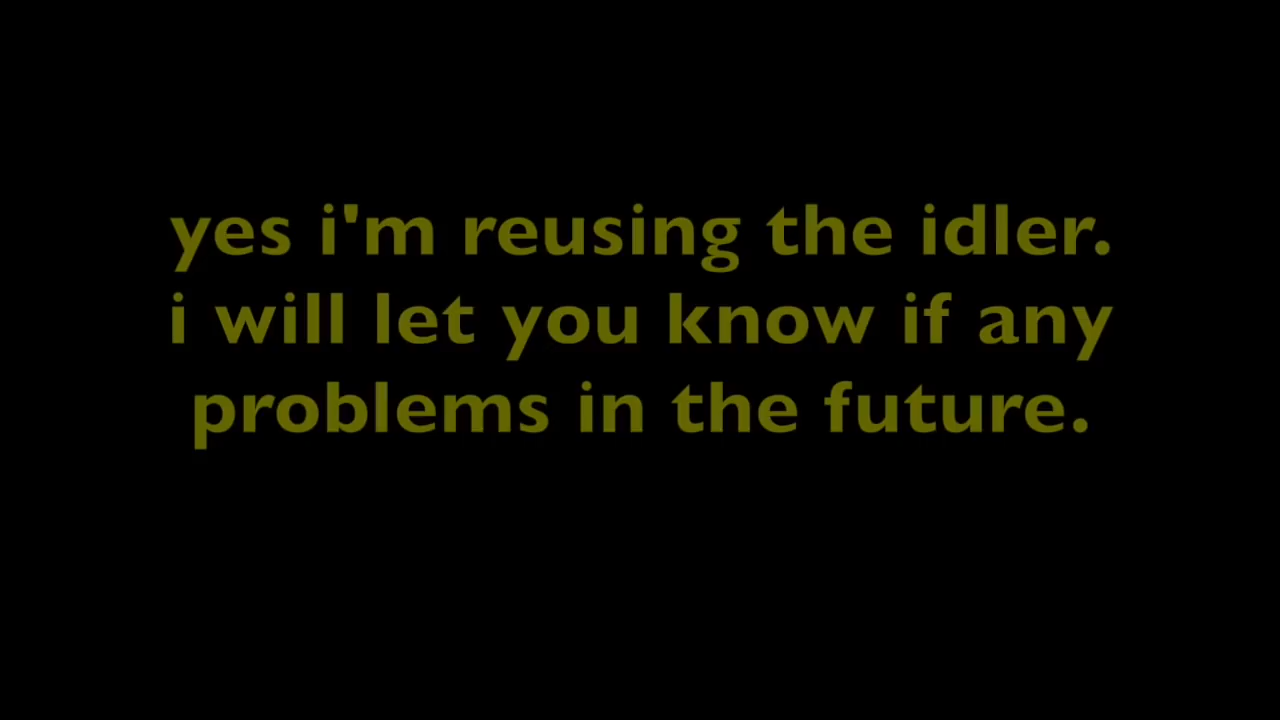 yes i'm reusing the idler.
i will let you know if any
problems in the future.